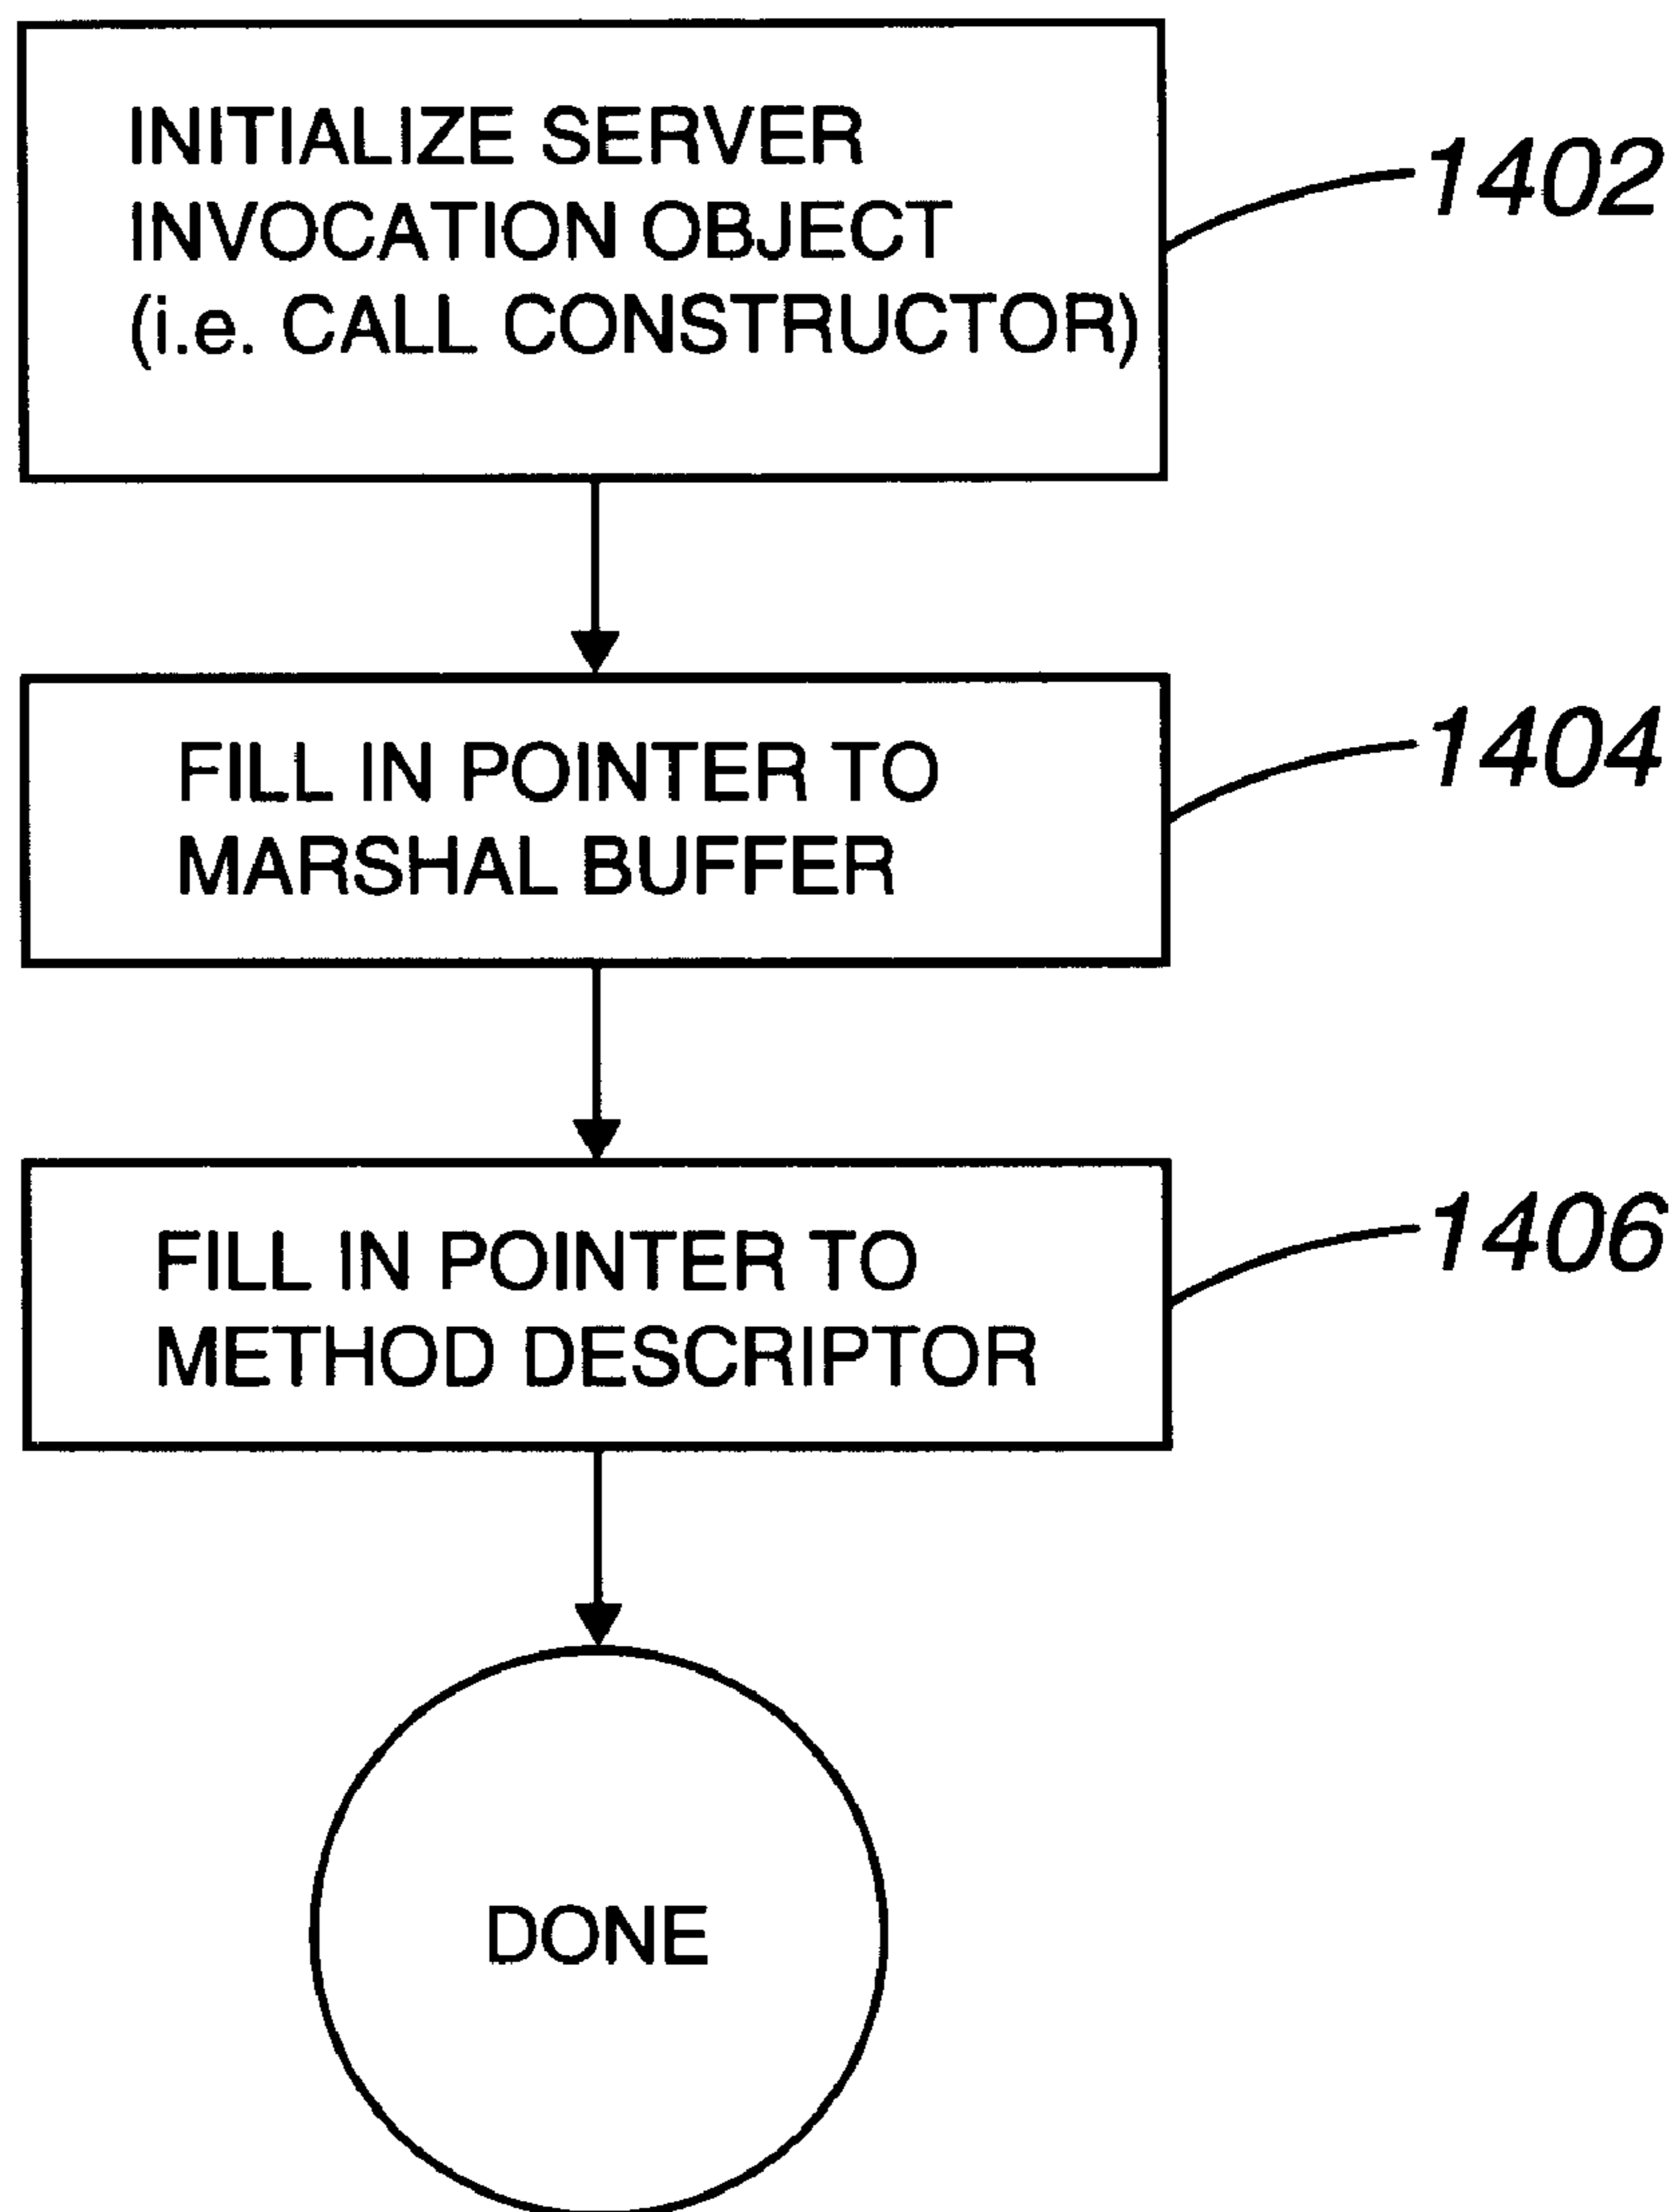 INITIALIZE SERVER
INVOCATION OBJECT
(i.e. CALL CONSTRUCTOR)
1402
FILL IN POINTER TO
MARSHAL BUFFER
1404
FILL IN POINTER TO
METHOD DESCRIPTOR
1406
DONE